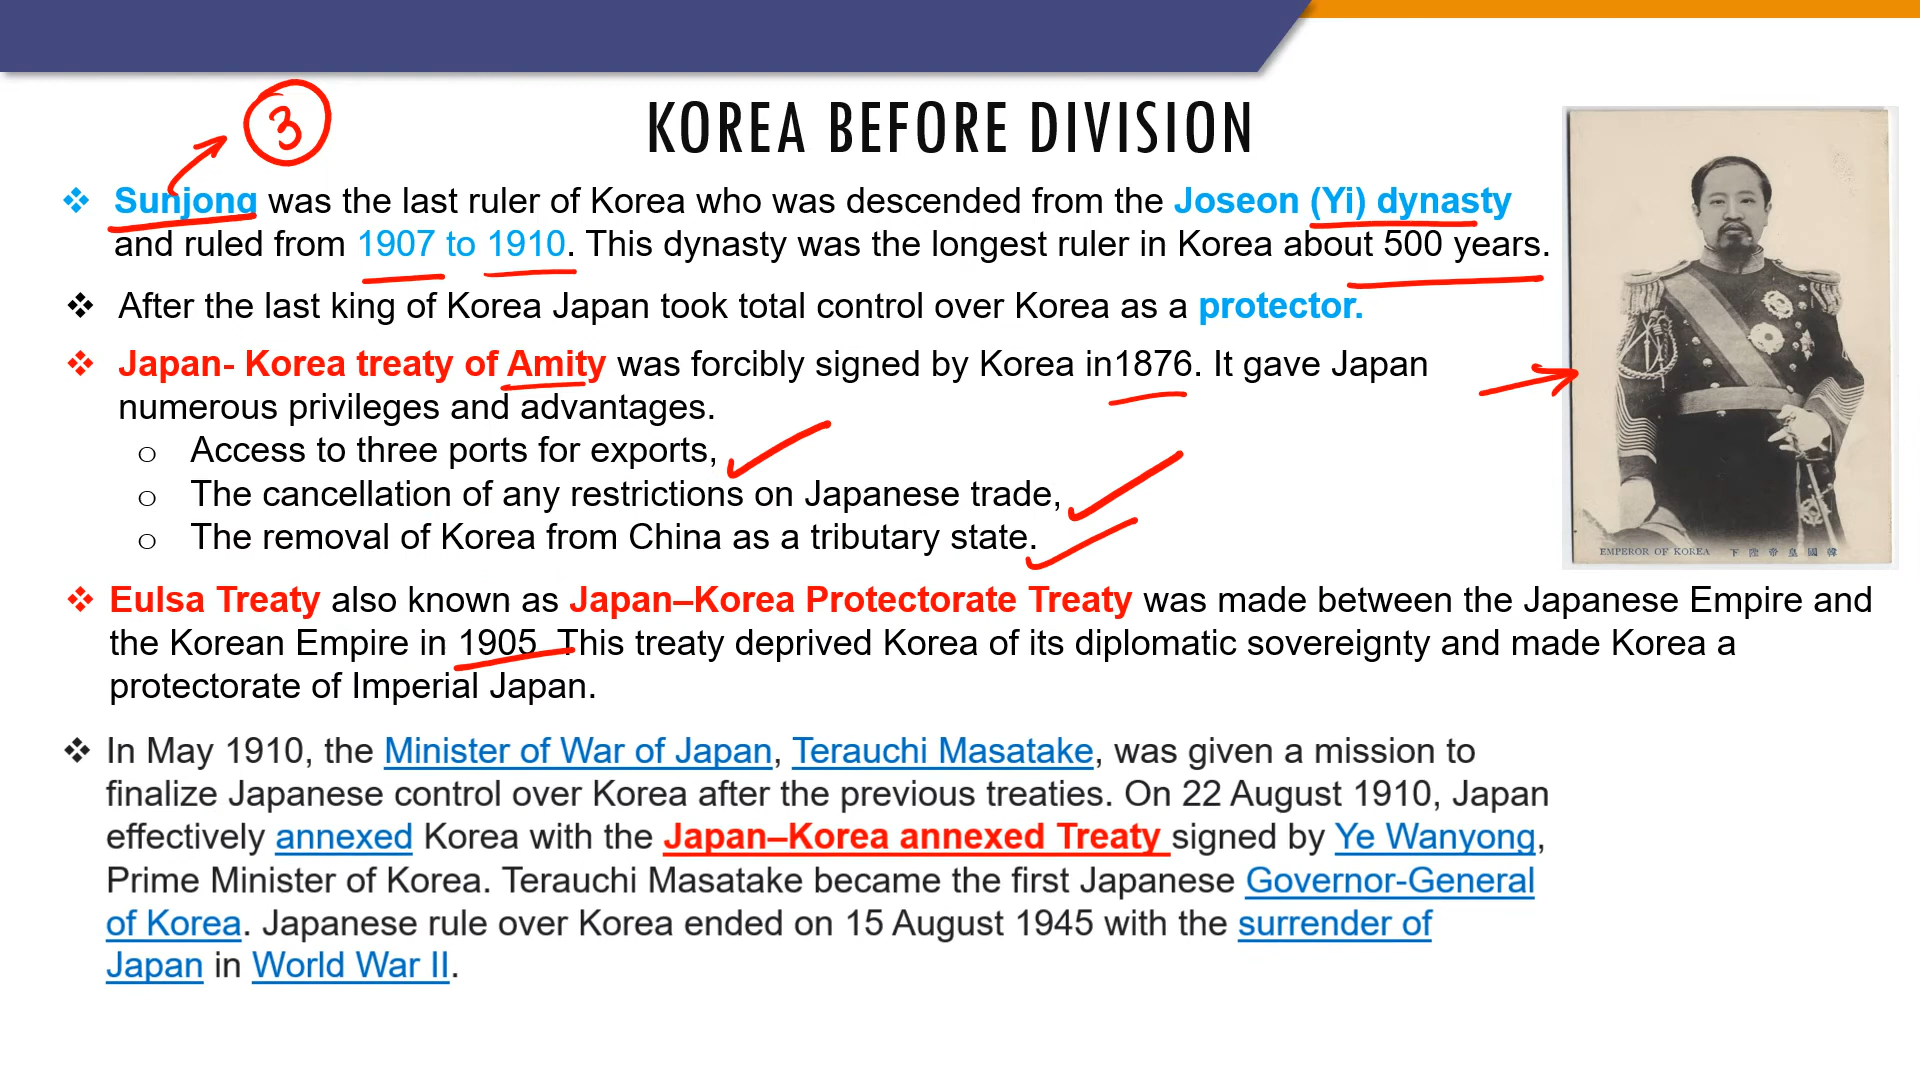 3
KOREA BEFORE DIVISION
❖ Sunjong was the last ruler of Korea who was descended from the Joseon (Yi) dynasty
and ruled from 1907 to 1910. This dynasty was the longest ruler in Korea about 500 years.
❖ After the last king of Korea Japan took total control over Korea as a protector.
❖ Japan- Korea treaty of Amity was forcibly signed by Korea in1876. It gave Japan
numerous privileges and advantages.
o Access to three ports for exports,
o The cancellation of any restrictions on Japanese trade,
o The removal of Korea from China as a tributary state.
EMPEROR OF KOREA 下陛帝皇國韓
❖ Eulsa Treaty also known as Japan–Korea Protectorate Treaty was made between the Japanese Empire and
the Korean Empire in 1905 This treaty deprived Korea of its diplomatic sovereignty and made Korea a
protectorate of Imperial Japan.
❖ In May 1910, the Minister of War of Japan, Terauchi Masatake, was given a mission to
finalize Japanese control over Korea after the previous treaties. On 22 August 1910, Japan
effectively annexed Korea with the Japan–Korea annexed Treaty signed by Ye Wanyong,
Prime Minister of Korea. Terauchi Masatake became the first Japanese Governor-General
of Korea. Japanese rule over Korea ended on 15 August 1945 with the surrender of
Japan in World War II.